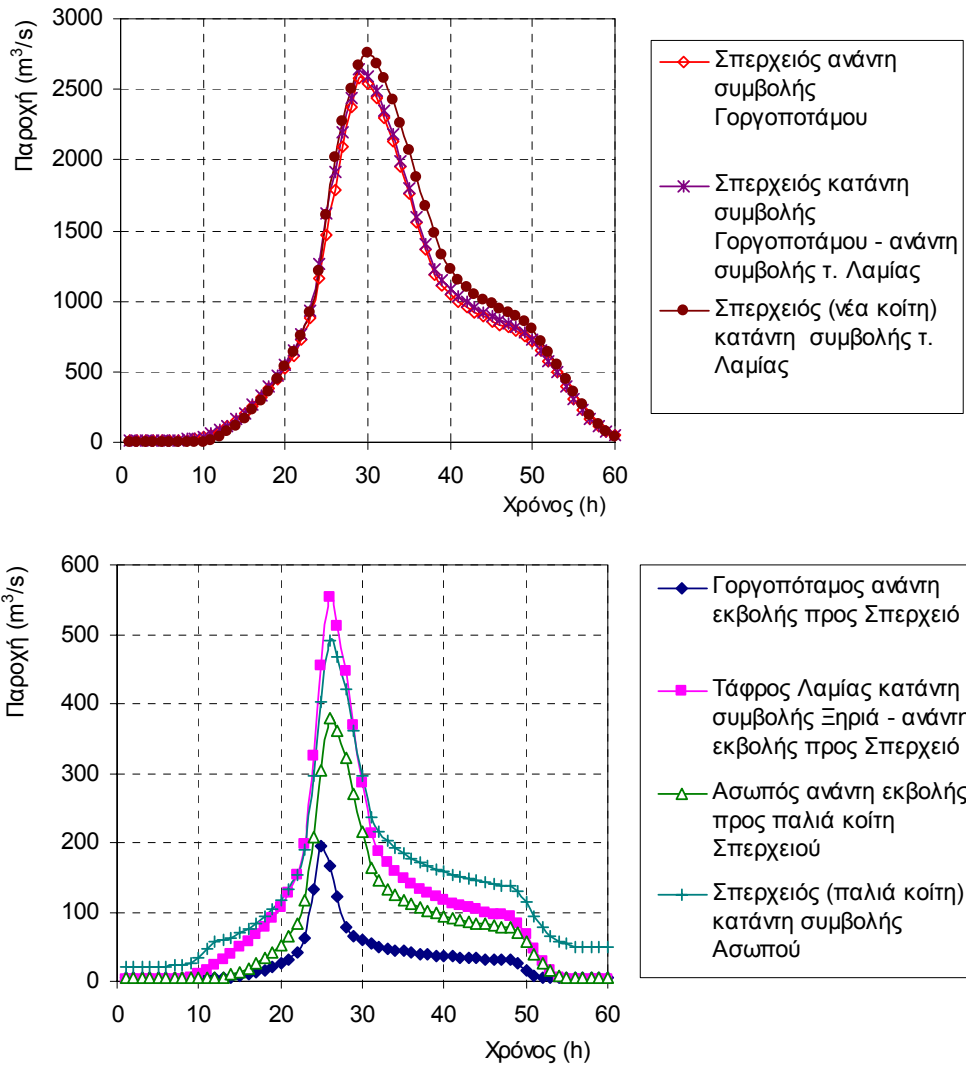 3000
2500
2000
1500
1000
500
0
Παροχή (m³/s)
0 10 20 30 40 50 60
Χρόνος (h)
Σπερχειός ανάντη
συμβολής
Γοργοποτάμου
Σπερχειός κατάντη
συμβολής
Γοργοποτάμου - ανάντη
συμβολής τ. Λαμίας
Σπερχειός (νέα κοίτη)
κατάντη συμβολής τ.
Λαμίας
600
500
400
300
200
100
0
Παροχή (m³/s)
0 10 20 30 40 50 60
Χρόνος (h)
Γοργοπόταμος ανάντη
εκβολής προς Σπερχειό
Τάφρος Λαμίας κατάντη
συμβολής Ξηριά - ανάντη
εκβολής προς Σπερχειό
Ασωπός ανάντη εκβολής
προς παλιά κοίτη
Σπερχειού
Σπερχειός (παλιά κοίτη)
κατάντη συμβολής
Ασωπού